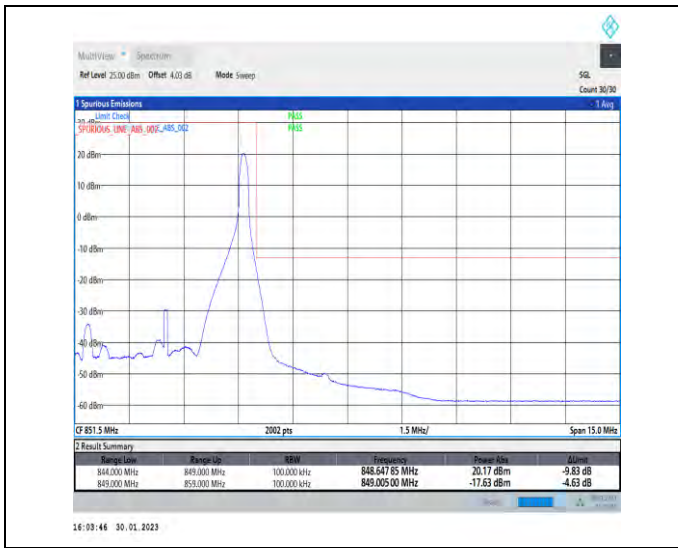 MultiView Spectrum
Ref Level 25.00 dBm Offset 4.03 dB Mode Sweep SGL
Count 30/30
1 Spurious Emissions 1 Avg
Limit Check PASS
PASS
20 dBm
10 dBm
0 dBm
-10 dBm
-20 dBm
-30 dBm
-40 dBm
-50 dBm
-60 dBm
CF 851.5 MHz 2002 pts 1.5 MHz/ Span 15.0 MHz
2 Result Summary
Range Low Range Up RBW Frequency Power Abs ΔLimit
844.000 MHz 849.000 MHz 100.000 kHz 848.647 85 MHz 20.17 dBm -9.83 dB
849.000 MHz 859.000 MHz 100.000 kHz 849.005 00 MHz -17.63 dBm -4.63 dB
16:03:46 30.01.2023